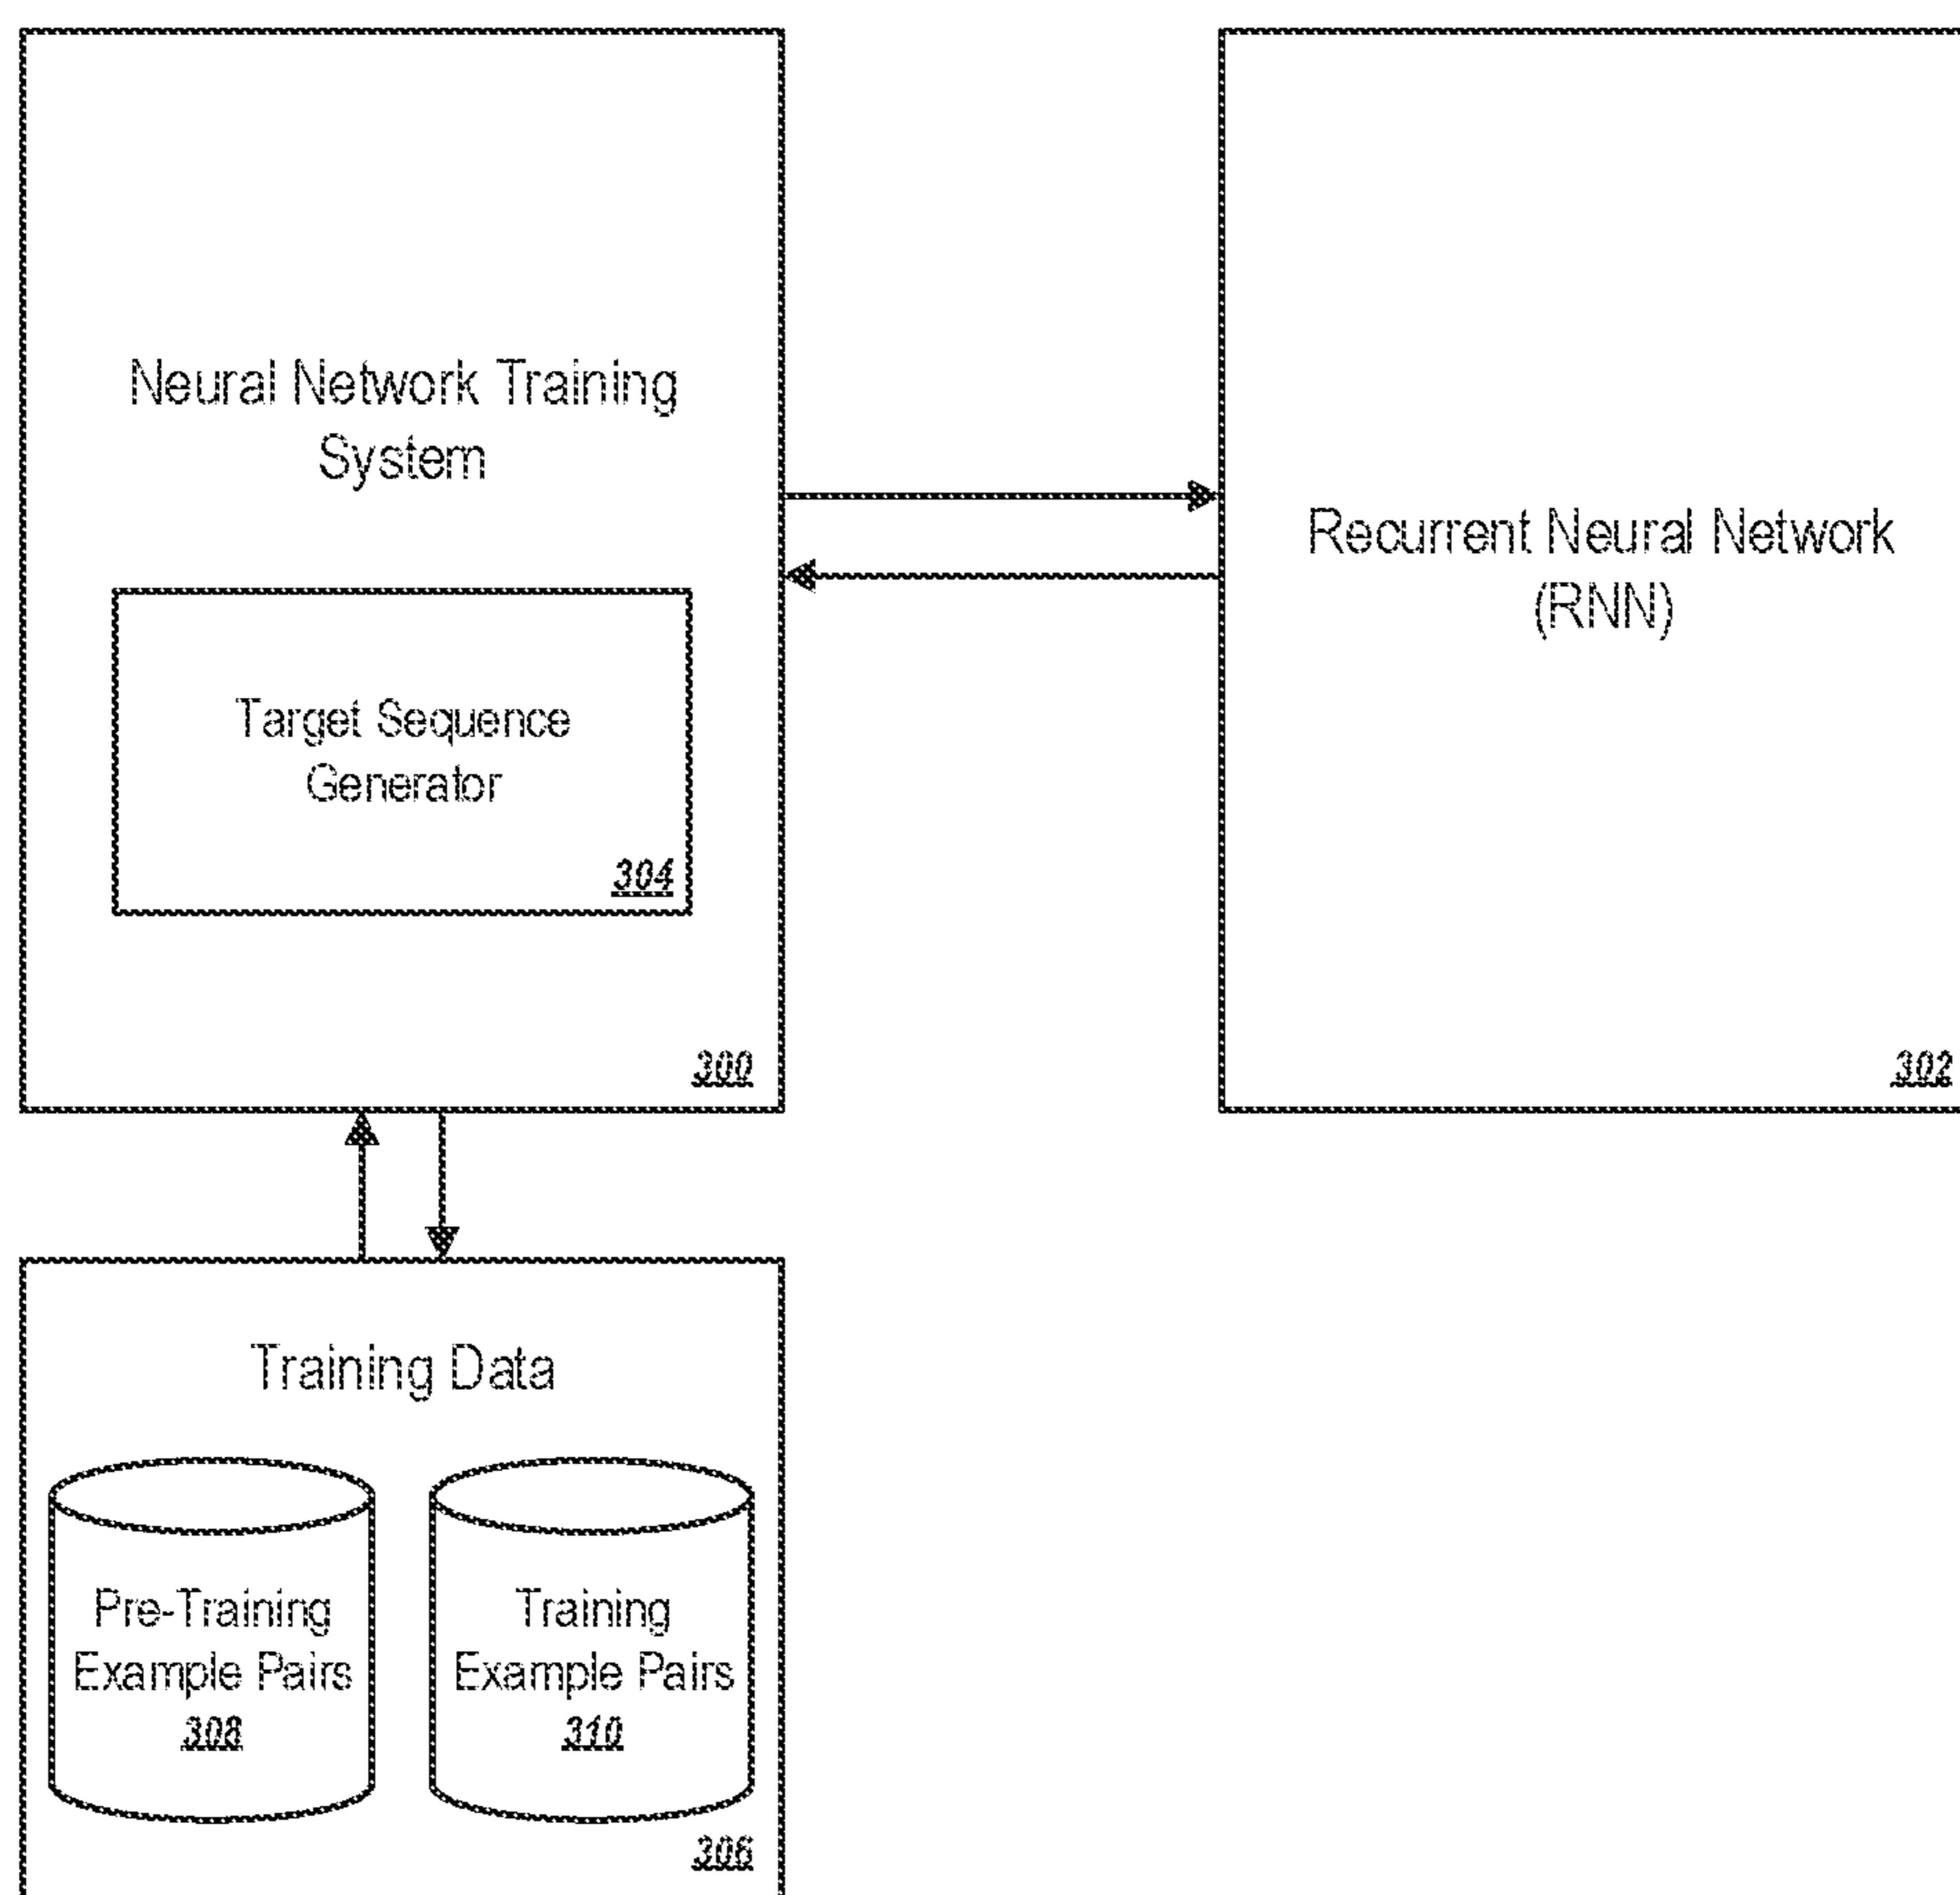 Neural Network Training
System
Target Sequence
Generator
304
300
Recurrent Neural Network
(RNN)
302
Training Data
Pre-Training
Example Pairs
308
Training
Example Pairs
310
306